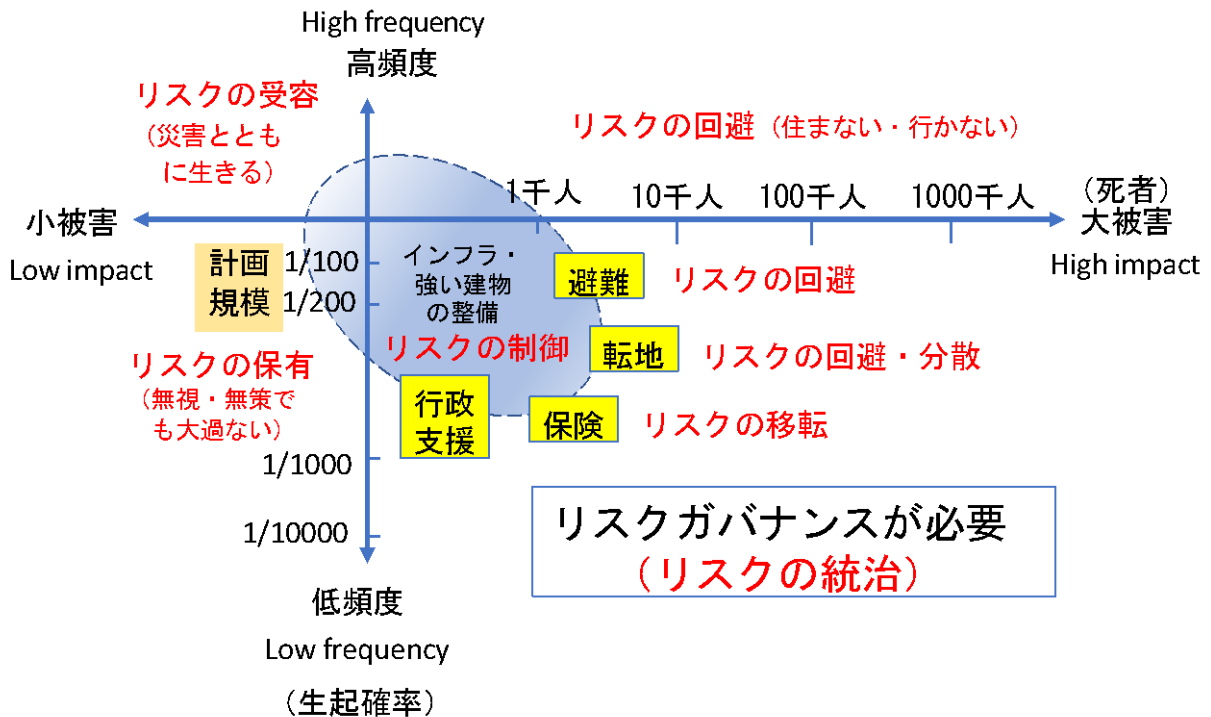 High frequency
高頻度
リスクの受容
（災害ととも
に生きる）
リスクの回避（住まない・行かない）
1千人
10千人
100千人
1000千人
（死者）
小被害
大被害
Low impact
High impact
計画
規模
1/100
1/200
インフラ・
強い建物
の整備
避難
リスクの回避
リスクの制御
転地
リスクの回避・分散
リスクの保有
（無視・無策で
も大過ない）
行政
支援
保険
リスクの移転
1/1000
1/10000
リスクガバナンスが必要
（リスクの統治）
低頻度
Low frequency
（生起確率）